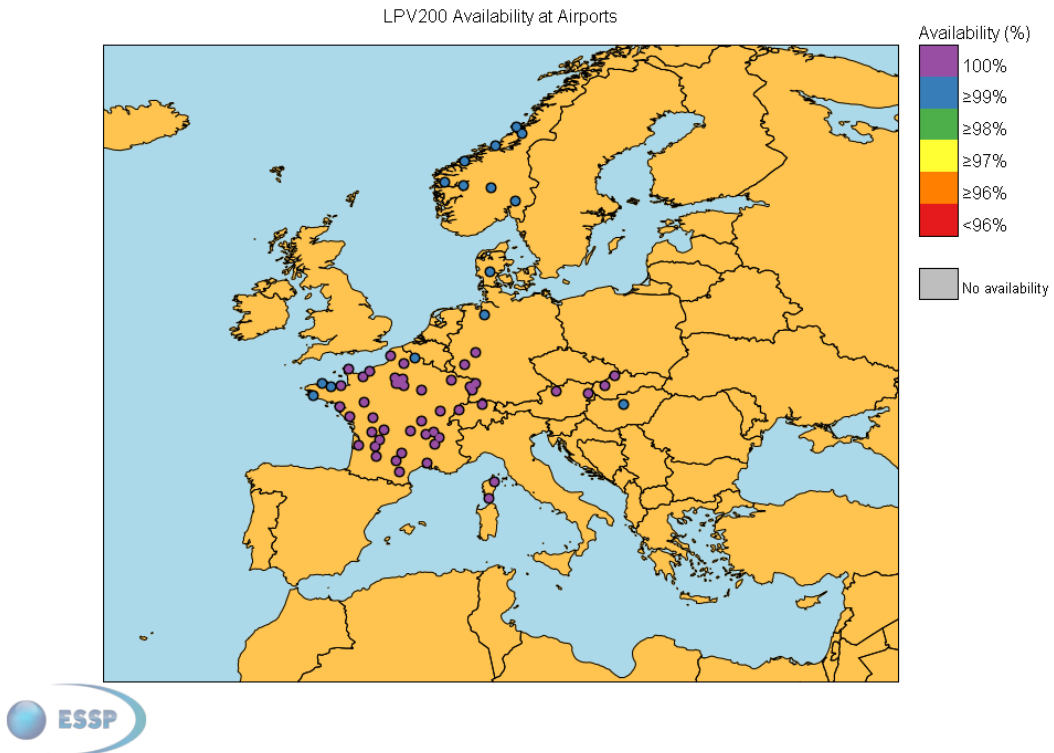 LPV200 Availability at Airports
Availability (%)
100%
≥99%
≥98%
≥97%
≥96%
<96%
No availability
ESSP